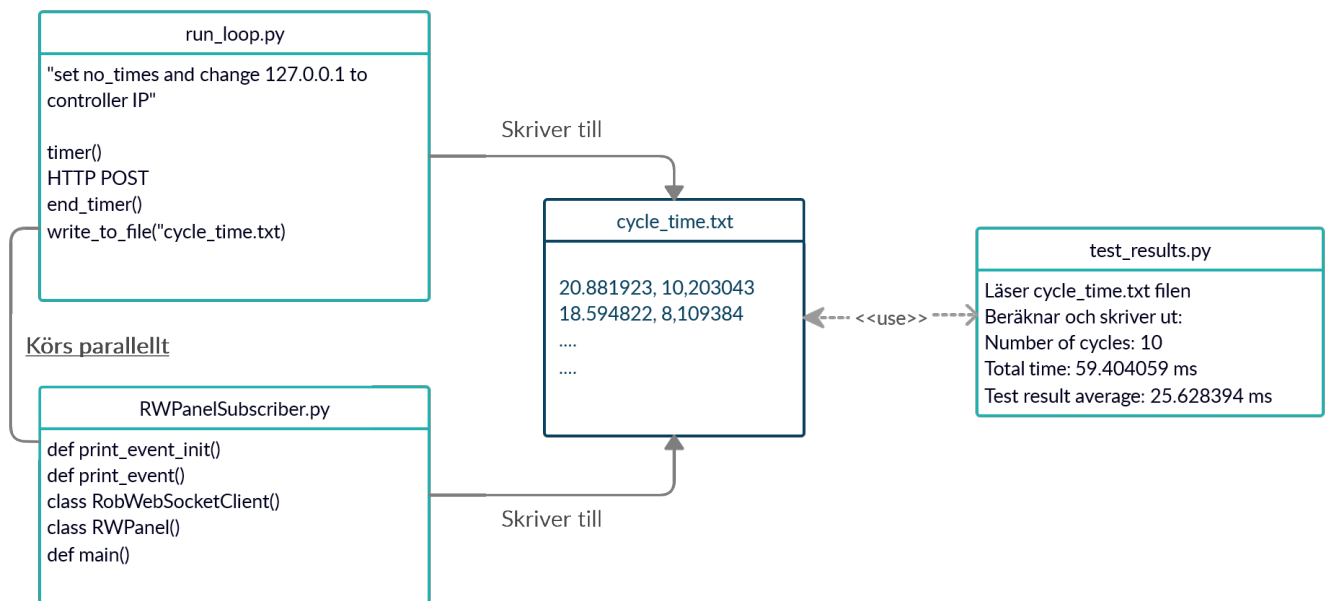 run_loop.py
"set no_times and change 127.0.0.1 to
controller IP"
timer()
HTTP POST
end_timer()
write_to_file("cycle_time.txt)
Skriver till
cycle_time.txt
20.881923, 10,203043
18.594822, 8,109384
....
....
<<use>>
test_results.py
Läser cycle_time.txt filen
Beräknar och skriver ut:
Number of cycles: 10
Total time: 59.404059 ms
Test result average: 25.628394 ms
Körs parallellt
RWPanelSubscriber.py
def print_event_init()
def print_event()
class RobWebSocketClient()
class RWPanel()
def main()
Skriver till